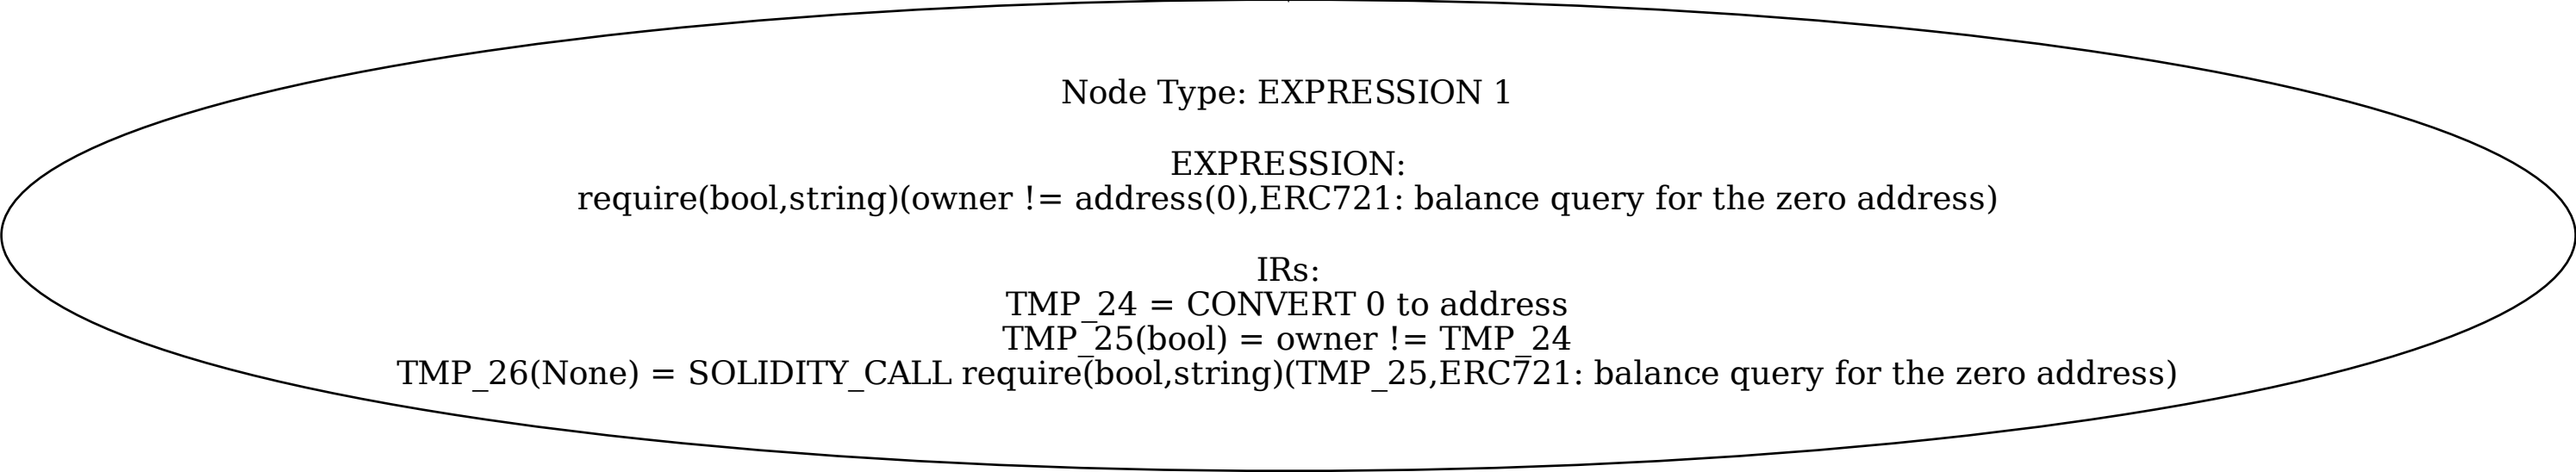 Node Type: EXPRESSION 1
EXPRESSION:
require(bool,string)(owner != address(0),ERC721: balance query for the zero address)
IRs:
TMP_24 = CONVERT 0 to address
TMP_25(bool) = owner != TMP_24
TMP_26(None) = SOLIDITY_CALL require(bool,string)(TMP_25,ERC721: balance query for the zero address)